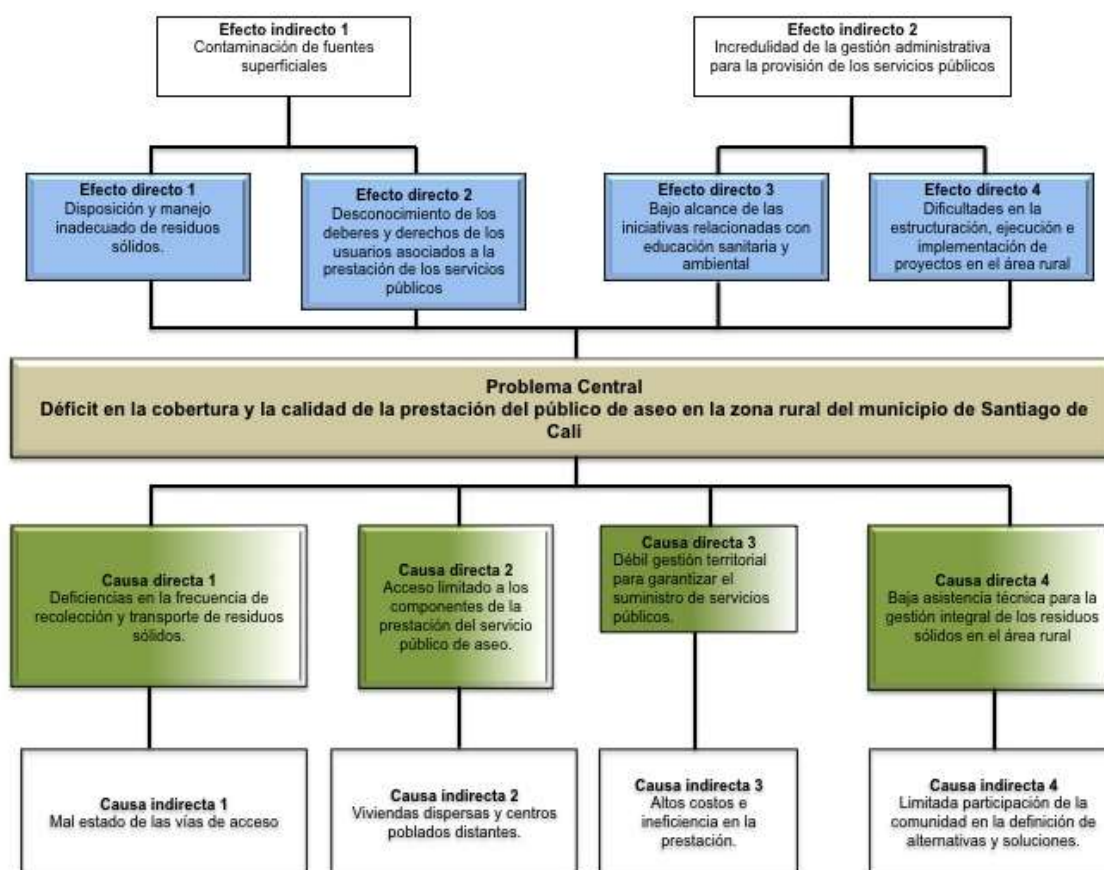 Efecto indirecto 1
Contaminación de fuentes
superficiales
Efecto indirecto 2
Incredulidad de la gestión administrativa
para la provisión de los servicios públicos
Efecto directo 1
Disposición y manejo
inadecuado de residuos
sólidos.
Efecto directo 2
Desconocimiento de los
deberes y derechos de los
usuarios asociados a la
prestación de los servicios
públicos
Efecto directo 3
Bajo alcance de las
iniciativas relacionadas con
educación sanitaria y
ambiental
Efecto directo 4
Dificultades en la
estructuración, ejecución e
implementación de
proyectos en el área rural
Problema Central
Déficit en la cobertura y la calidad de la prestación del público de aseo en la zona rural del municipio de Santiago de
Cali
Causa directa 1
Deficiencias en la frecuencia de
recolección y transporte de residuos
sólidos.
Causa directa 2
Acceso limitado a los
componentes de la
prestación del servicio
público de aseo.
Causa directa 3
Débil gestión territorial
para garantizar el
suministro de servicios
públicos.
Causa directa 4
Baja asistencia técnica para la
gestión integral de los residuos
sólidos en el área rural
Causa indirecta 1
Mal estado de las vías de acceso
Causa indirecta 2
Viviendas dispersas y centros
poblados distantes.
Causa indirecta 3
Altos costos e
ineficiencia en la
prestación.
Causa indirecta 4
Limitada participación de la
comunidad en la definición de
alternativas y soluciones.